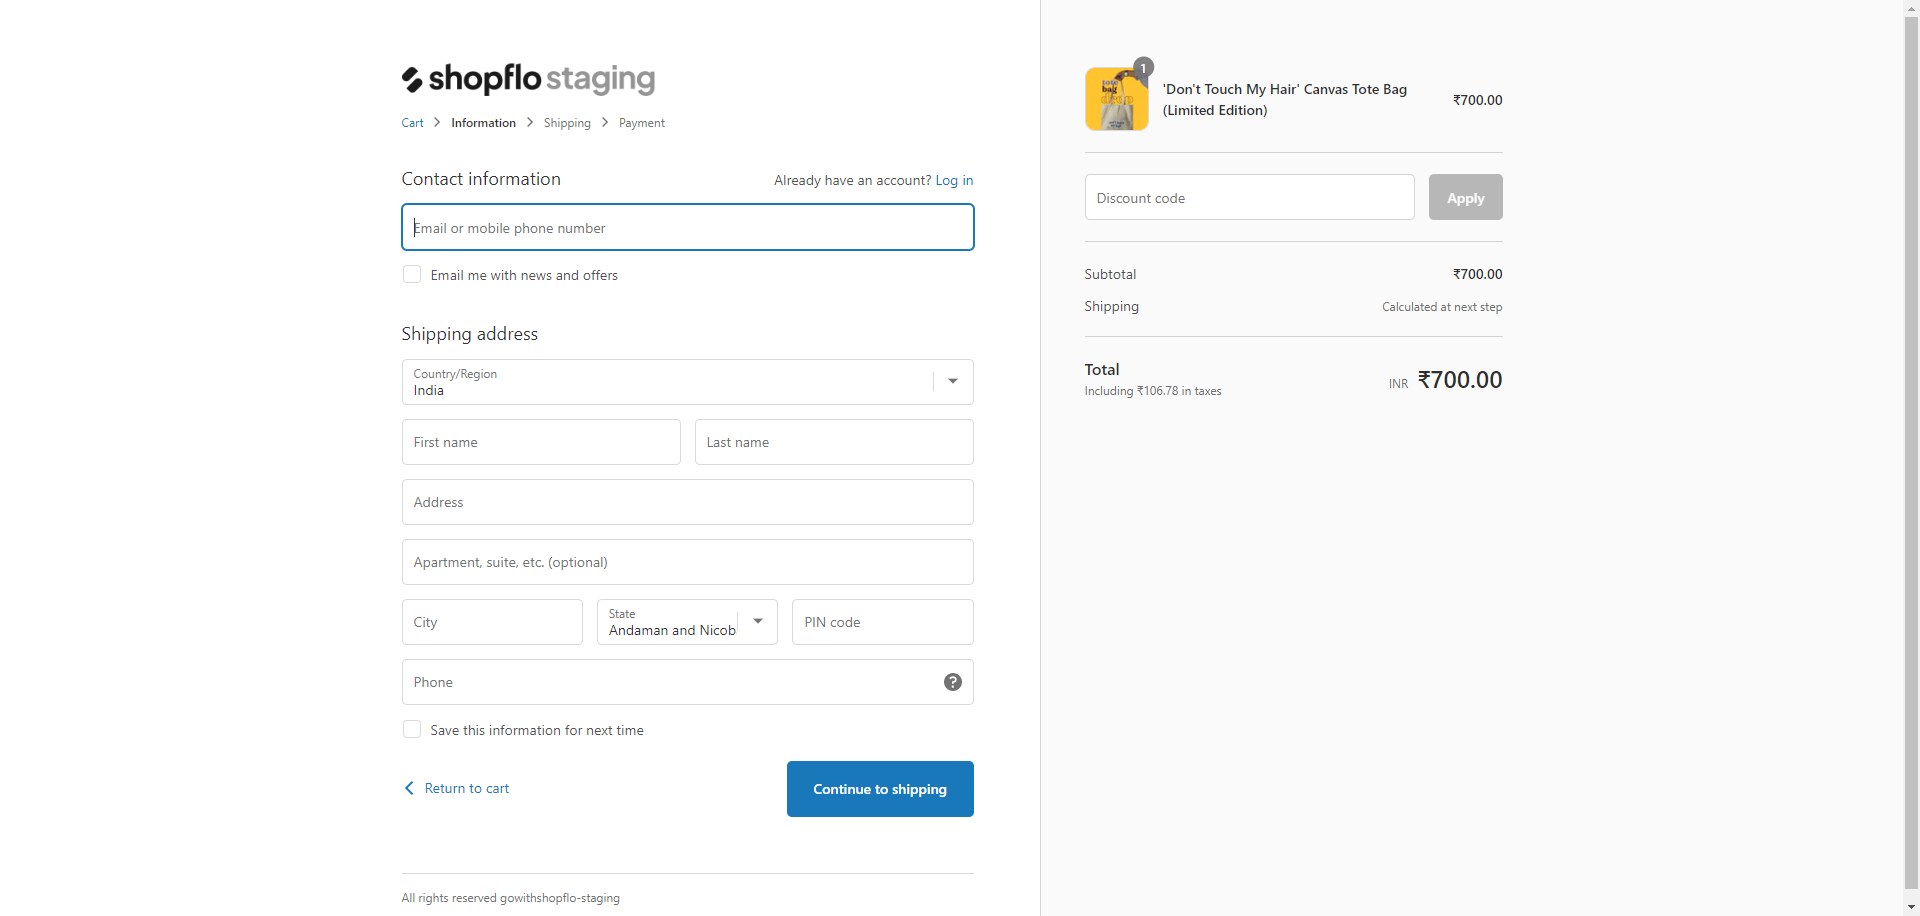 shopflo staging
Cart > Information > Shipping > Payment
Contact information
Already have an account? Log in
Email or mobile phone number
Email me with news and offers
Shipping address
Country/Region
India
First name
Last name
Address
Apartment, suite, etc. (optional)
City
State
Andaman and Nicob
PIN code
Phone
?
Save this information for next time
Return to cart
Continue to shipping
All rights reserved gowithshopflo-staging
tote
bag
drop
1
'Don't Touch My Hair' Canvas Tote Bag
(Limited Edition)
₹700.00
Discount code
Apply
Subtotal
₹700.00
Shipping
Calculated at next step
Total
Including ₹106.78 in taxes
INR ₹700.00